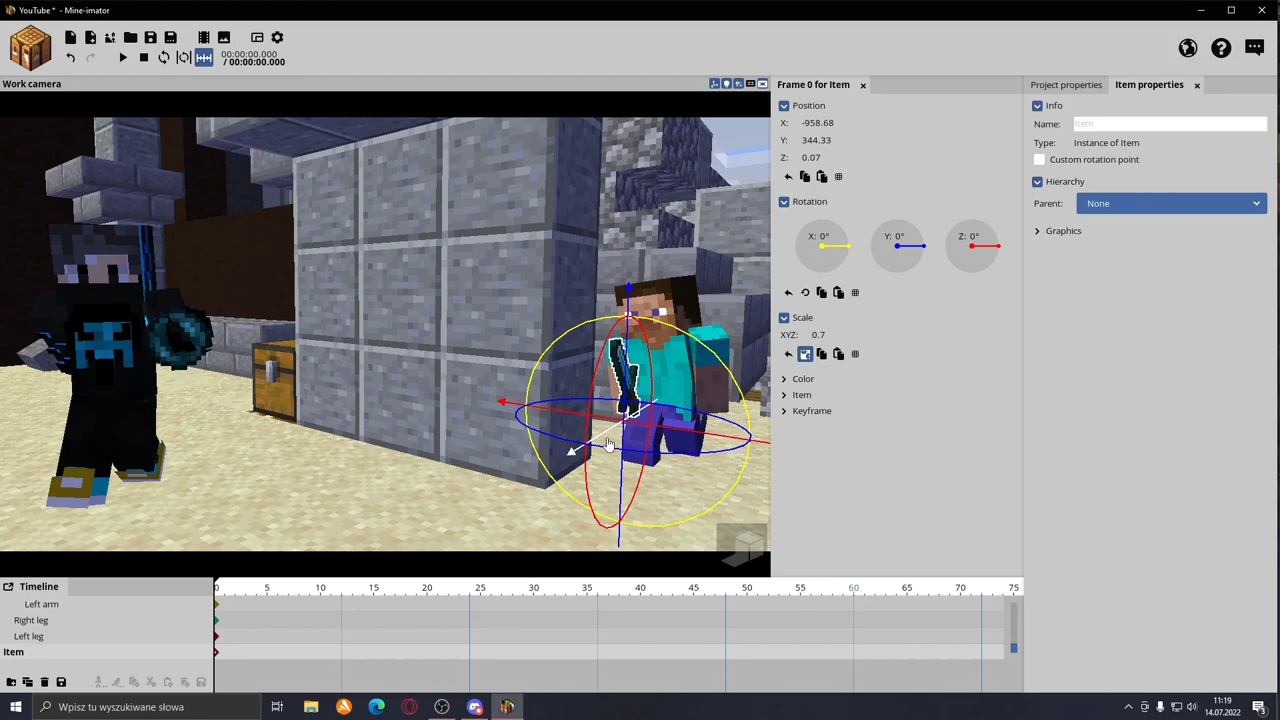 YouTube * - Mine-imator
00:00:00.000
/ 00:00:00.000
Work camera
Frame 0 for Item
Position
X: -958.68
Y: 344.33
Z: 0.07
Rotation
X: 0°
Y: 0°
Z: 0°
Scale
XYZ: 0.7
Color
Item
Keyframe
Project properties
Item properties
Info
Name: Item
Type: Instance of Item
Custom rotation point
Hierarchy
Parent: None
Graphics
Timeline
0 5 10 15 20 25 30 35 40 45 50 55 60 65 70 75
Left arm
Right leg
Left leg
Item
Wpisz tu wyszukiwane słowa
11:19
14.07.2022
3